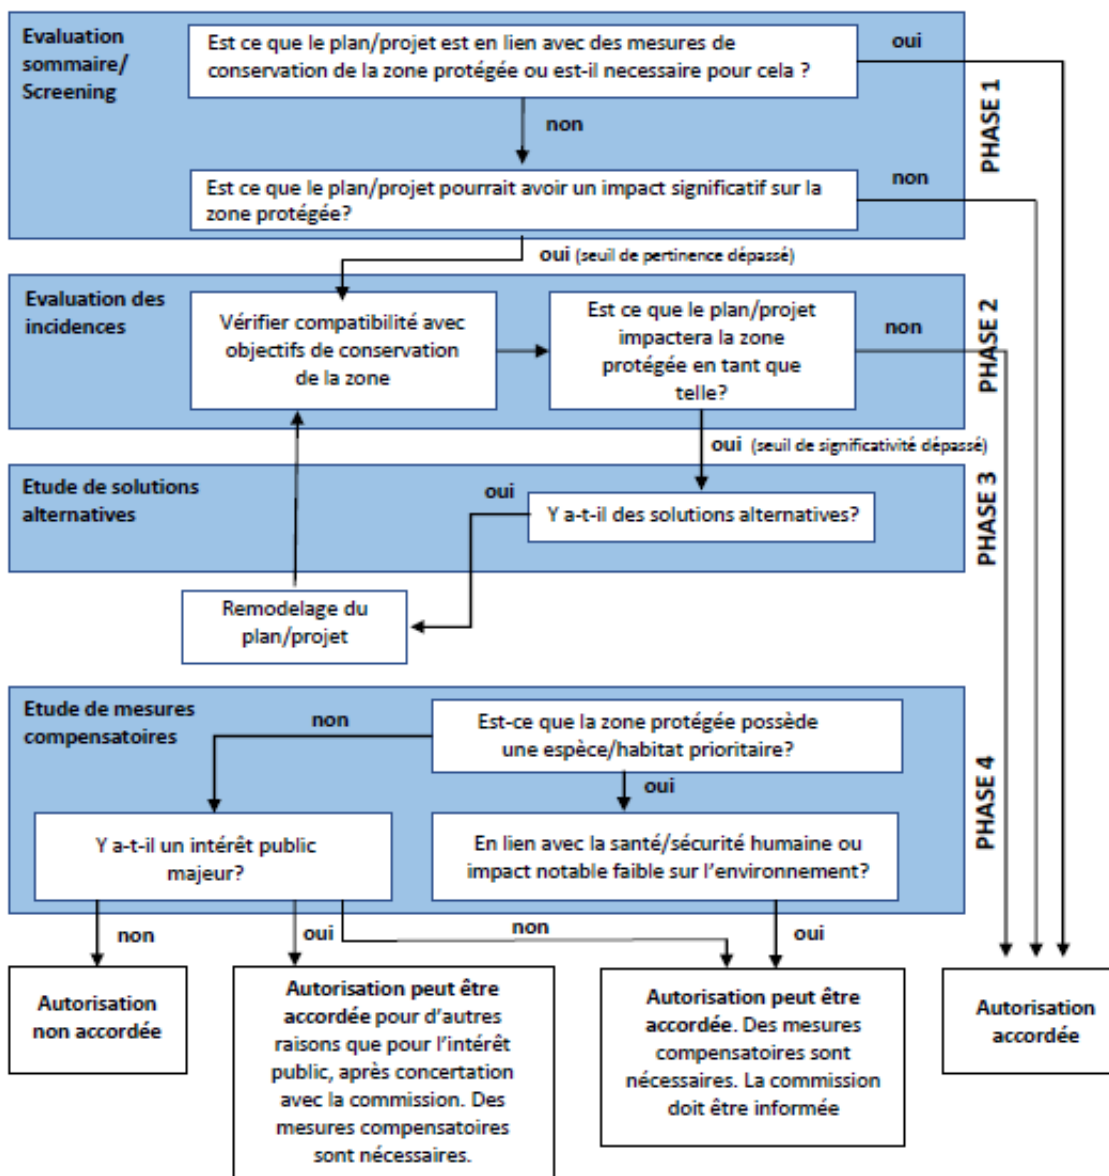 Evaluation
sommaire/
Screening
Est ce que le plan/projet est en lien avec des mesures de
conservation de la zone protégée ou est-il necessaire pour cela ?
oui
non
PHASE 1
Est ce que le plan/projet pourrait avoir un impact significatif sur la
zone protégée?
non
oui (seuil de pertinence dépassé)
Evaluation des
incidences
Vérifier compatibilité avec
objectifs de conservation
de la zone
Est ce que le plan/projet
impactera la zone
protégée en tant que
telle?
non
PHASE 2
oui (seuil de significativité dépassé)
Etude de solutions
alternatives
oui
Y a-t-il des solutions alternatives?
PHASE 3
Remodelage du
plan/projet
Etude de mesures
compensatoires
non
Est-ce que la zone protégée possède
une espèce/habitat prioritaire?
oui
PHASE 4
Y a-t-il un intérêt public
majeur?
En lien avec la santé/sécurité humaine ou
impact notable faible sur l'environnement?
non
oui
non
oui
Autorisation
non accordée
Autorisation peut être
accordée pour d'autres
raisons que pour l'intérêt
public, après concertation
avec la commission. Des
mesures compensatoires
sont nécessaires.
Autorisation peut être
accordée. Des mesures
compensatoires sont
nécessaires. La commission
doit être informée
Autorisation
accordée